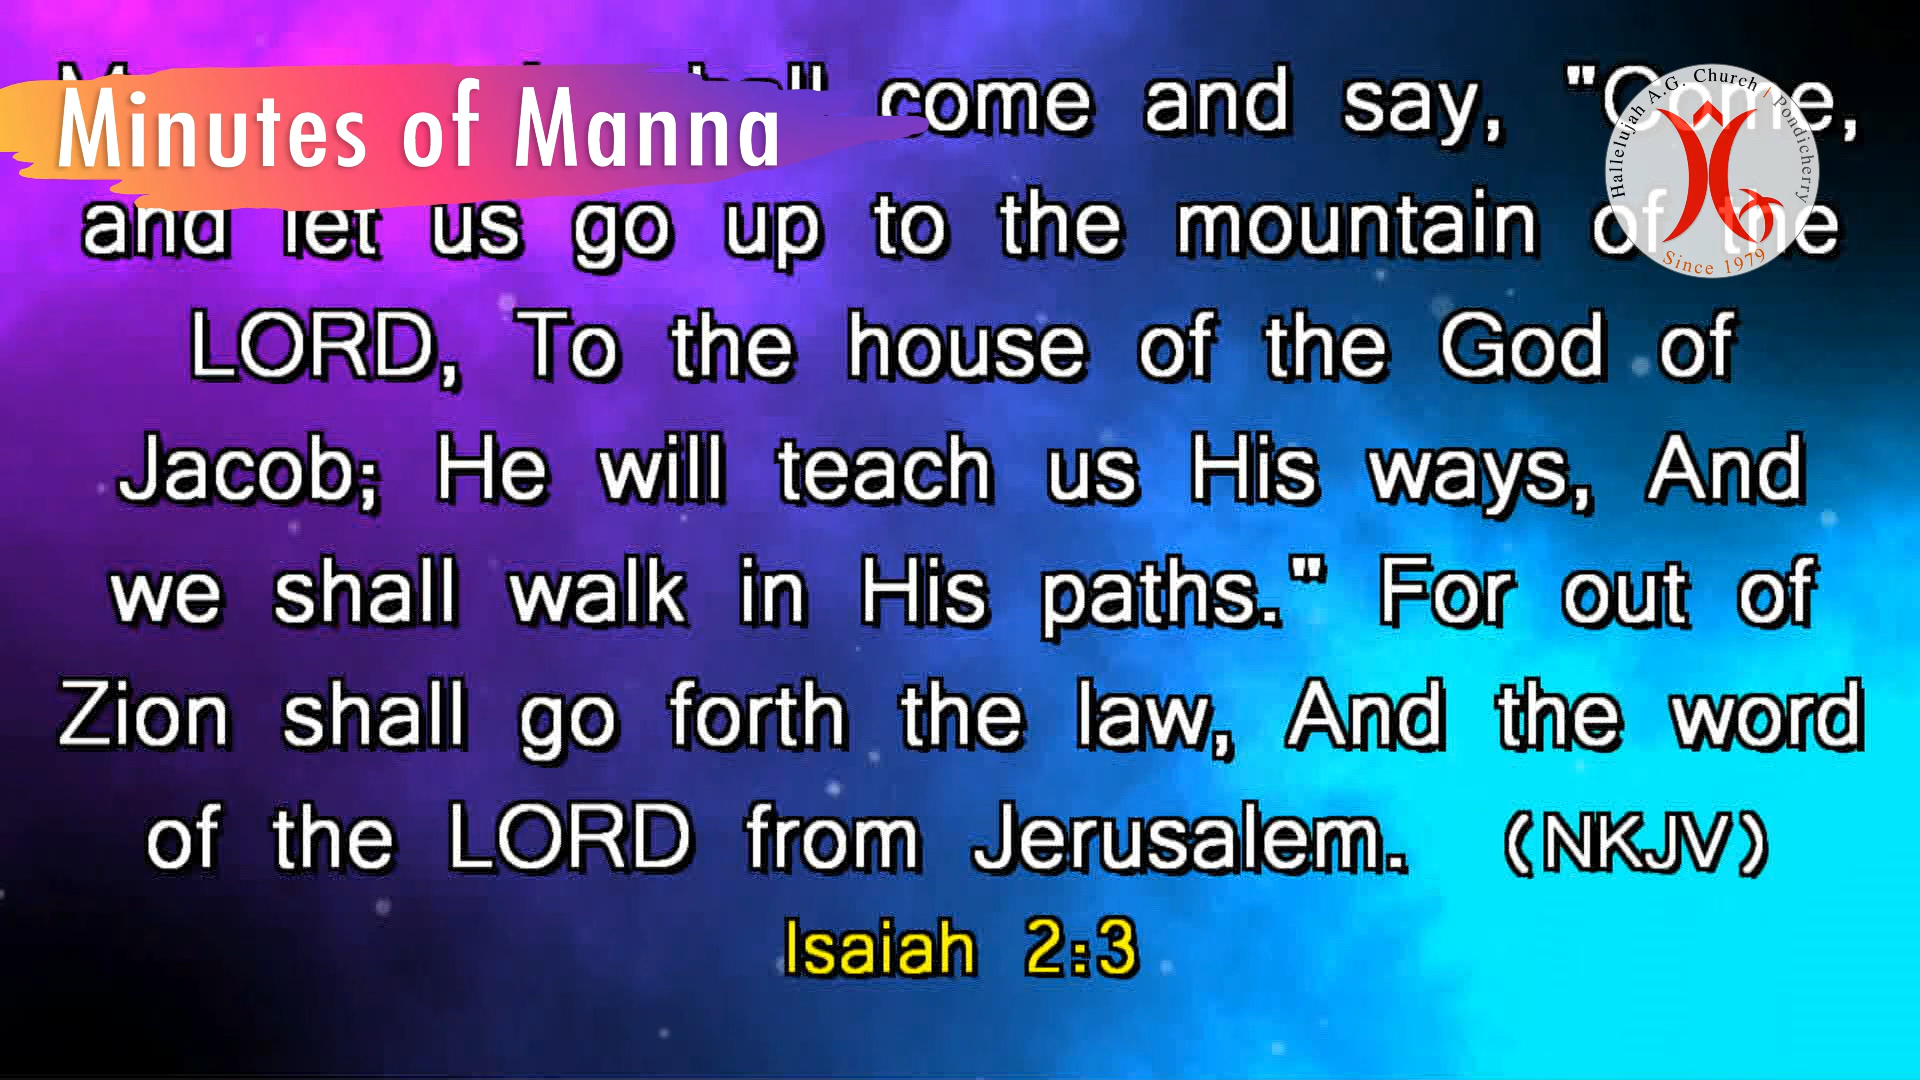 Minutes of Manna
shall come and say, "Come,
and let us go up to the mountain of the
LORD, To the house of the God of
Jacob; He will teach us His ways, And
we shall walk in His paths." For out of
Zion shall go forth the law, And the word
of the LORD from Jerusalem. (NKJV)
Isaiah 2:3
Hallelujah A.G. Church / Pondicherry
Since 1979